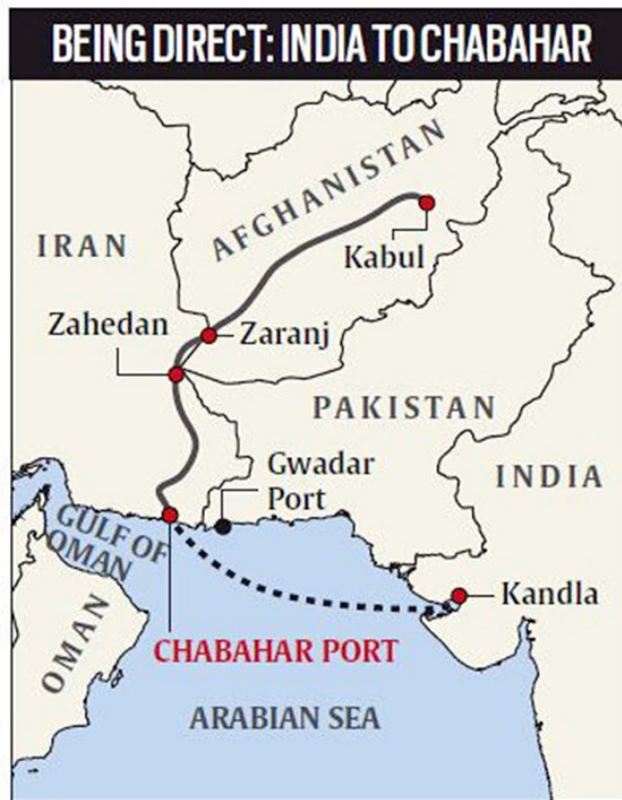 BEING DIRECT: INDIA TO CHABAHAR
AFGHANISTAN
IRAN
Kabul
Zahedan
Zaranj
PAKISTAN
Gwadar
Port
INDIA
GULF OF
OMAN
Kandla
OMAN
CHABAHAR PORT
ARABIAN SEA